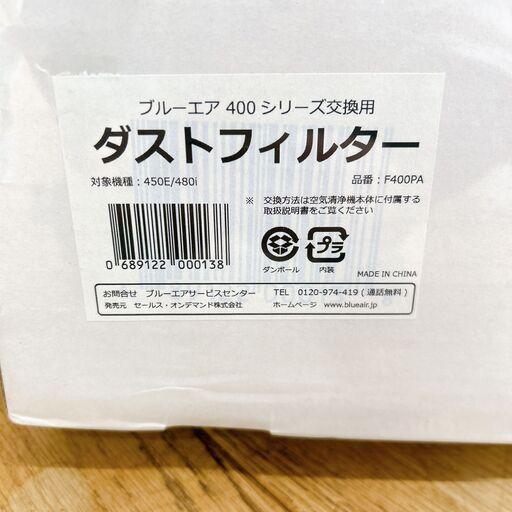 ブルーエア 400 シリーズ交換用
ダストフィルター
対象機種：450E/480i
品番：F400PA
※ 交換方法は空気清浄機本体に付属する
取扱説明書をご覧ください
0 689122 000138
ダンボール
プラ
内装
MADE IN CHINA
お問合せ ブルーエアサービスセンター TEL 0120-974-419 ( 通話無料 )
発売元 セールス・オンデマンド株式会社 ホームページ www.blueair.jp